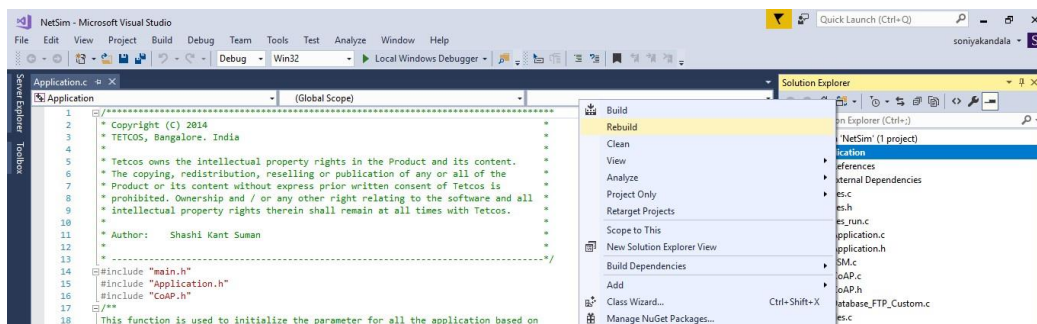 NetSim - Microsoft Visual Studio
Quick Launch (Ctrl+Q)
File Edit View Project Build Debug Team Tools Test Analyze Window Help
soniyakandala
S
Debug Win32 Local Windows Debugger
Server Explorer
Toolbox
Application.c
Application
(Global Scope)
1 /****************************************************************************************
2 * Copyright (C) 2014 *
3 * TETCOS, Bangalore. India *
4 * *
5 * Tetcos owns the intellectual property rights in the Product and its content. *
6 * The copying, redistribution, reselling or publication of any or all of the *
7 * Product or its content without express prior written consent of Tetcos is *
8 * prohibited. Ownership and / or any other right relating to the software and all *
9 * intellectual property rights therein shall remain at all times with Tetcos. *
10 * *
11 * Author: Shashi Kant Suman *
12 * *
13 * ---------------------------------------------------------------------------------*/
14 #include "main.h"
15 #include "Application.h"
16 #include "CoAP.h"
17 /**
18 This function is used to initialize the parameter for all the application based on
Build
Rebuild
Clean
View
Analyze
Project Only
Retarget Projects
Scope to This
New Solution Explorer View
Build Dependencies
Add
Class Wizard... Ctrl+Shift+X
Manage NuGet Packages...
Solution Explorer
on Explorer (Ctrl+;)
'NetSim' (1 project)
ication
eferences
xternal Dependencies
es.c
es.h
es_run.c
pplication.c
pplication.h
SM.c
oAP.c
oAP.h
atabase_FTP_Custom.c
es.c